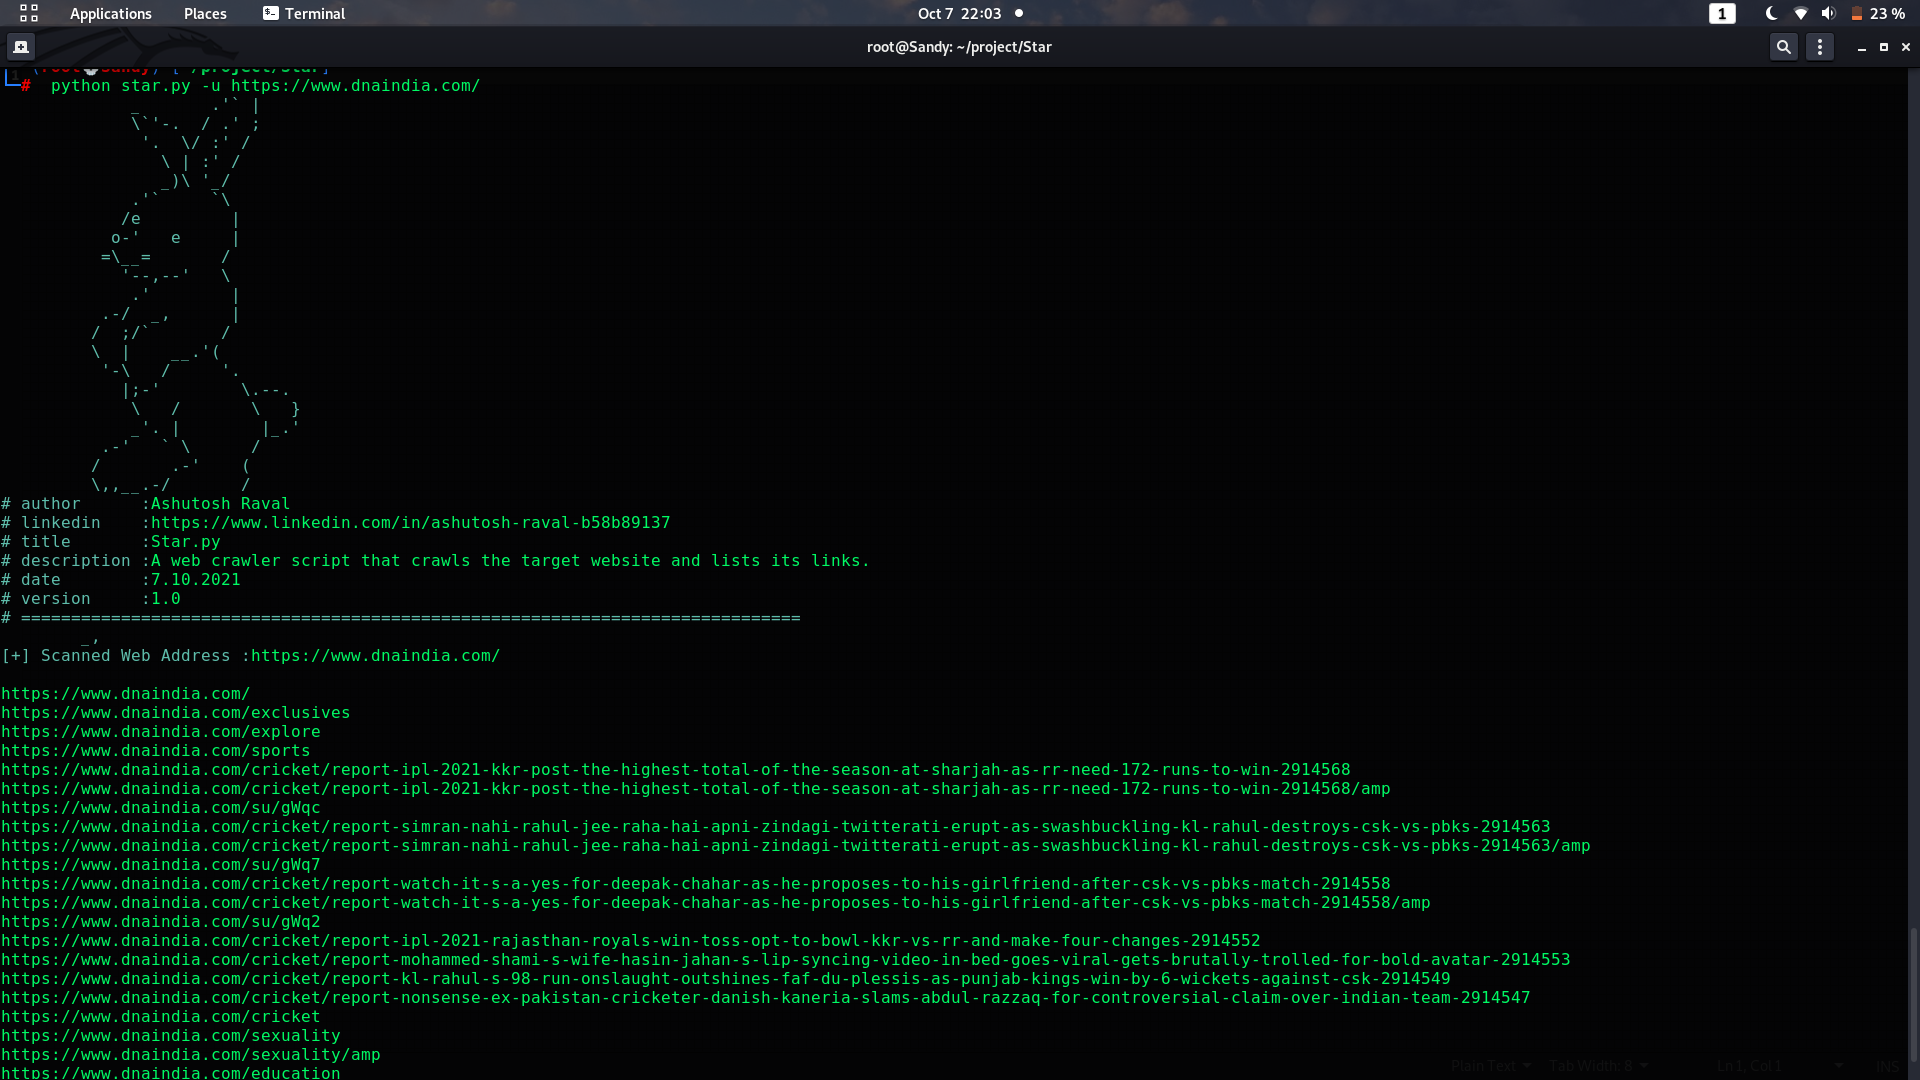 Applications Places Terminal Oct 7 22:03 1 23 %
root@Sandy: ~/project/Star
# python star.py -u https://www.dnaindia.com/
              _       .'` |
             \`'-.  / .' ;
              '.  \/ :' /
                \ | :' /
                _)\ '_/
             .'`     `\
            /e         |
           o-'   e     |
          =\__=       /
            '--,--'   \
             .'        |
          .-/  _,      |
         /  ;/`       /
         \  |    __.'(
          '-\   /     '.
            |;-'        \.--.
             \   /       \   }
             _'. |        |_.'
          .-'   ` \      /
         /       .-'    (
         \,,__.-/       /
# author      :Ashutosh Raval
# linkedin    :https://www.linkedin.com/in/ashutosh-raval-b58b89137
# title       :Star.py
# description :A web crawler script that crawls the target website and lists its links.
# date        :7.10.2021
# version     :1.0
# ==============================================================================
        _,
[+] Scanned Web Address :https://www.dnaindia.com/
https://www.dnaindia.com/
https://www.dnaindia.com/exclusives
https://www.dnaindia.com/explore
https://www.dnaindia.com/sports
https://www.dnaindia.com/cricket/report-ipl-2021-kkr-post-the-highest-total-of-the-season-at-sharjah-as-rr-need-172-runs-to-win-2914568
https://www.dnaindia.com/cricket/report-ipl-2021-kkr-post-the-highest-total-of-the-season-at-sharjah-as-rr-need-172-runs-to-win-2914568/amp
https://www.dnaindia.com/su/gWqc
https://www.dnaindia.com/cricket/report-simran-nahi-rahul-jee-raha-hai-apni-zindagi-twitterati-erupt-as-swashbuckling-kl-rahul-destroys-csk-vs-pbks-2914563
https://www.dnaindia.com/cricket/report-simran-nahi-rahul-jee-raha-hai-apni-zindagi-twitterati-erupt-as-swashbuckling-kl-rahul-destroys-csk-vs-pbks-2914563/amp
https://www.dnaindia.com/su/gWq7
https://www.dnaindia.com/cricket/report-watch-it-s-a-yes-for-deepak-chahar-as-he-proposes-to-his-girlfriend-after-csk-vs-pbks-match-2914558
https://www.dnaindia.com/cricket/report-watch-it-s-a-yes-for-deepak-chahar-as-he-proposes-to-his-girlfriend-after-csk-vs-pbks-match-2914558/amp
https://www.dnaindia.com/su/gWq2
https://www.dnaindia.com/cricket/report-ipl-2021-rajasthan-royals-win-toss-opt-to-bowl-kkr-vs-rr-and-make-four-changes-2914552
https://www.dnaindia.com/cricket/report-mohammed-shami-s-wife-hasin-jahan-s-lip-syncing-video-in-bed-goes-viral-gets-brutally-trolled-for-bold-avatar-2914553
https://www.dnaindia.com/cricket/report-kl-rahul-s-98-run-onslaught-outshines-faf-du-plessis-as-punjab-kings-win-by-6-wickets-against-csk-2914549
https://www.dnaindia.com/cricket/report-nonsense-ex-pakistan-cricketer-danish-kaneria-slams-abdul-razzaq-for-controversial-claim-over-indian-team-2914547
https://www.dnaindia.com/cricket
https://www.dnaindia.com/sexuality
https://www.dnaindia.com/sexuality/amp
https://www.dnaindia.com/education
Plain Text Tab Width: 8 Ln 1, Col 1 INS